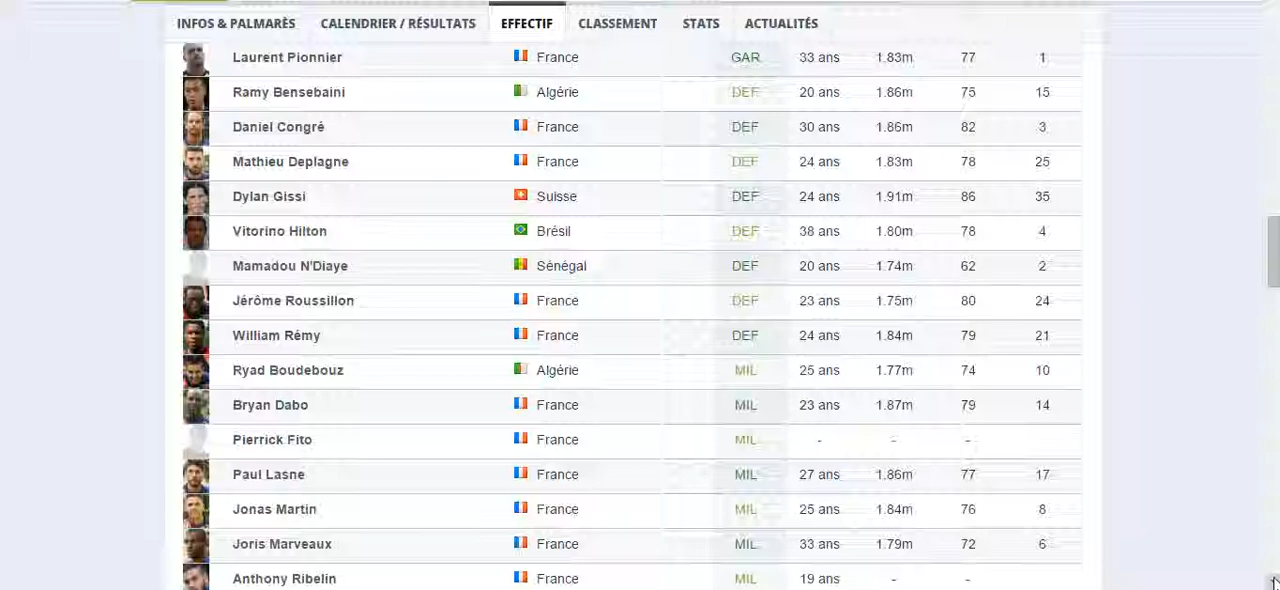 INFOS & PALMARÈS CALENDRIER / RÉSULTATS EFFECTIF CLASSEMENT STATS ACTUALITÉS
Laurent Pionnier France GAR 33 ans 1.83m 77 1
Ramy Bensebaini Algérie DEF 20 ans 1.86m 75 15
Daniel Congré France DEF 30 ans 1.86m 82 3
Mathieu Deplagne France DEF 24 ans 1.83m 78 25
Dylan Gissi Suisse DEF 24 ans 1.91m 86 35
Vitorino Hilton Brésil DEF 38 ans 1.80m 78 4
Mamadou N'Diaye Sénégal DEF 20 ans 1.74m 62 2
Jérôme Roussillon France DEF 23 ans 1.75m 80 24
William Rémy France DEF 24 ans 1.84m 79 21
Ryad Boudebouz Algérie MIL 25 ans 1.77m 74 10
Bryan Dabo France MIL 23 ans 1.87m 79 14
Pierrick Fito France MIL - - -
Paul Lasne France MIL 27 ans 1.86m 77 17
Jonas Martin France MIL 25 ans 1.84m 76 8
Joris Marveaux France MIL 33 ans 1.79m 72 6
Anthony Ribelin France MIL 19 ans - -